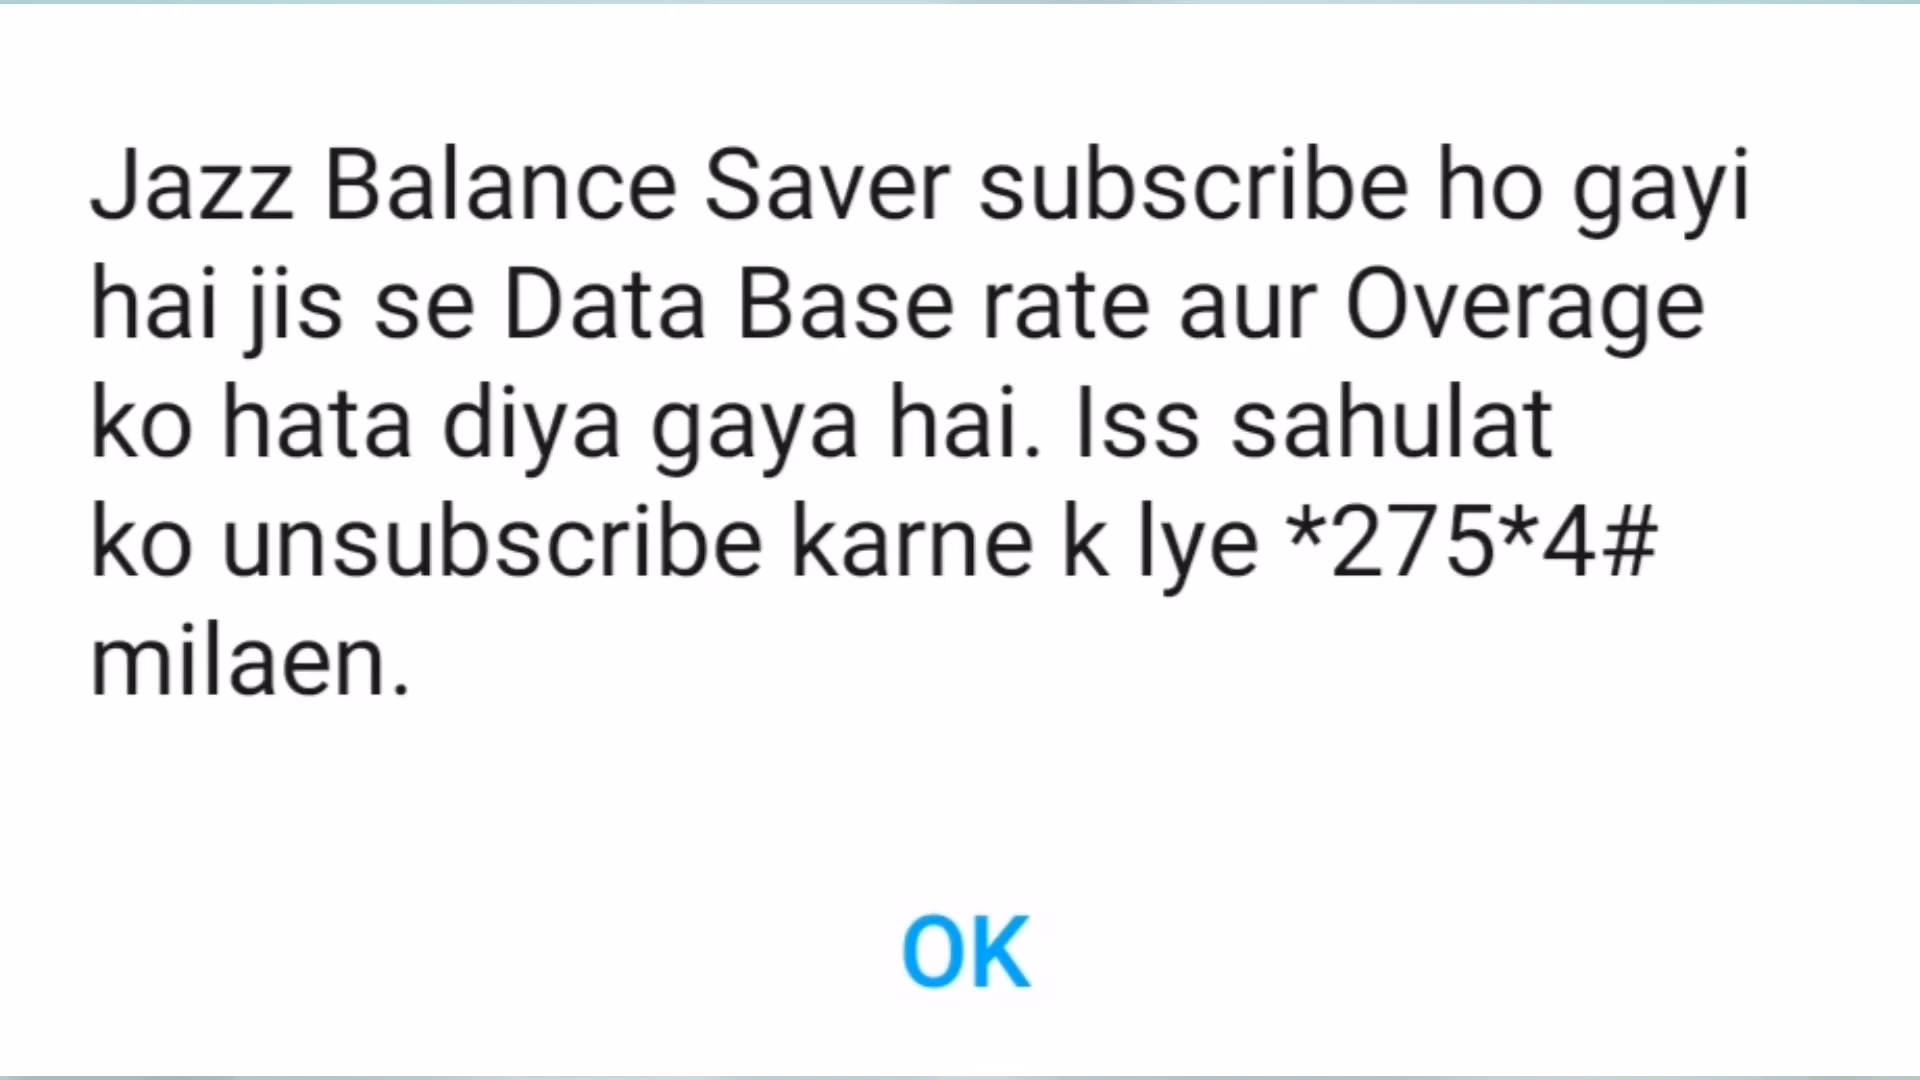 Jazz Balance Saver subscribe ho gayi
hai jis se Data Base rate aur Overage
ko hata diya gaya hai. Iss sahulat
ko unsubscribe karne k lye *275*4#
milaen.
OK